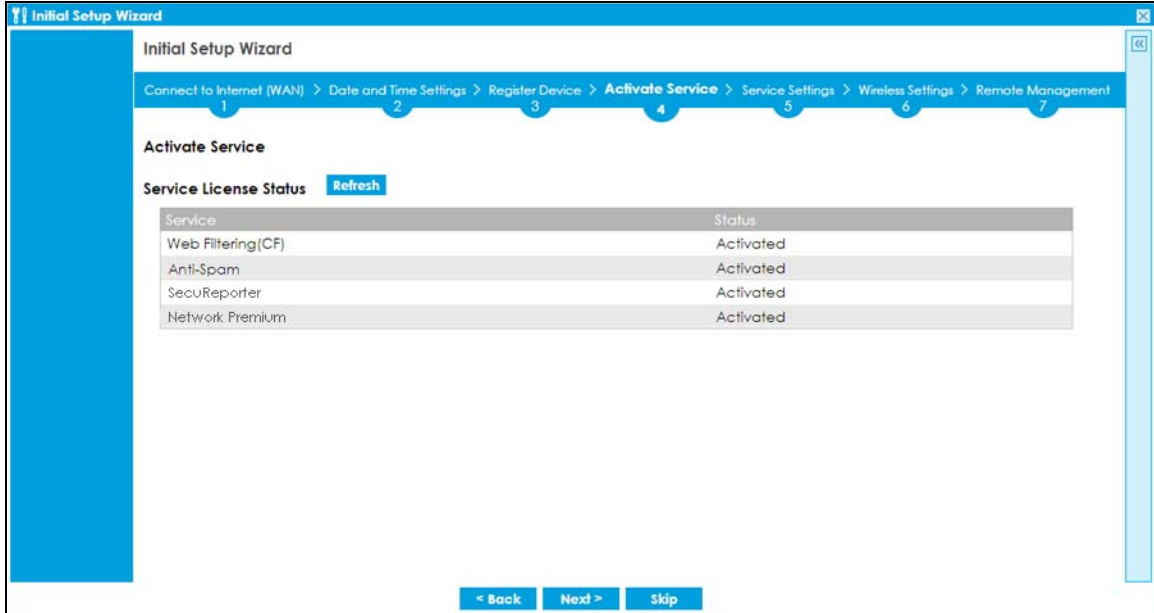 Initial Setup Wizard
Initial Setup Wizard
Connect to Internet (WAN) > Date and Time Settings > Register Device > Activate Service > Service Settings > Wireless Settings > Remote Management
1 2 3 4 5 6 7
Activate Service
Service License Status Refresh
Service Status
Web Filtering(CF) Activated
Anti-Spam Activated
SecuReporter Activated
Network Premium Activated
< Back Next > Skip